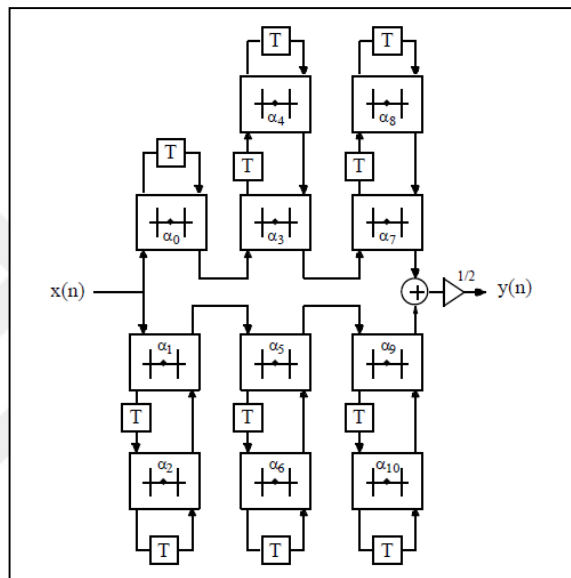 T T
α₄ α₈
T T T
α₀ α₃ α₇
x(n) 1/2 y(n)
α₁ α₅ α₉
T T T
α₂ α₆ α₁₀
T T T